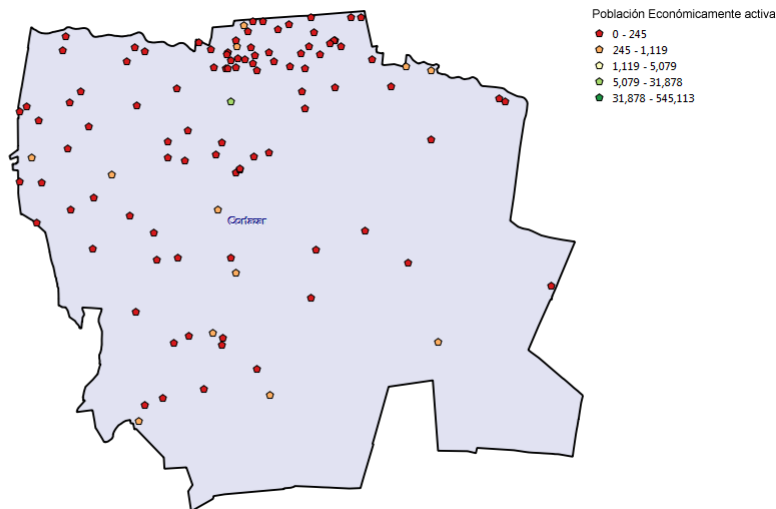 Población Económicamente activa
0 - 245
245 - 1,119
1,119 - 5,079
5,079 - 31,878
31,878 - 545,113
Cortazar